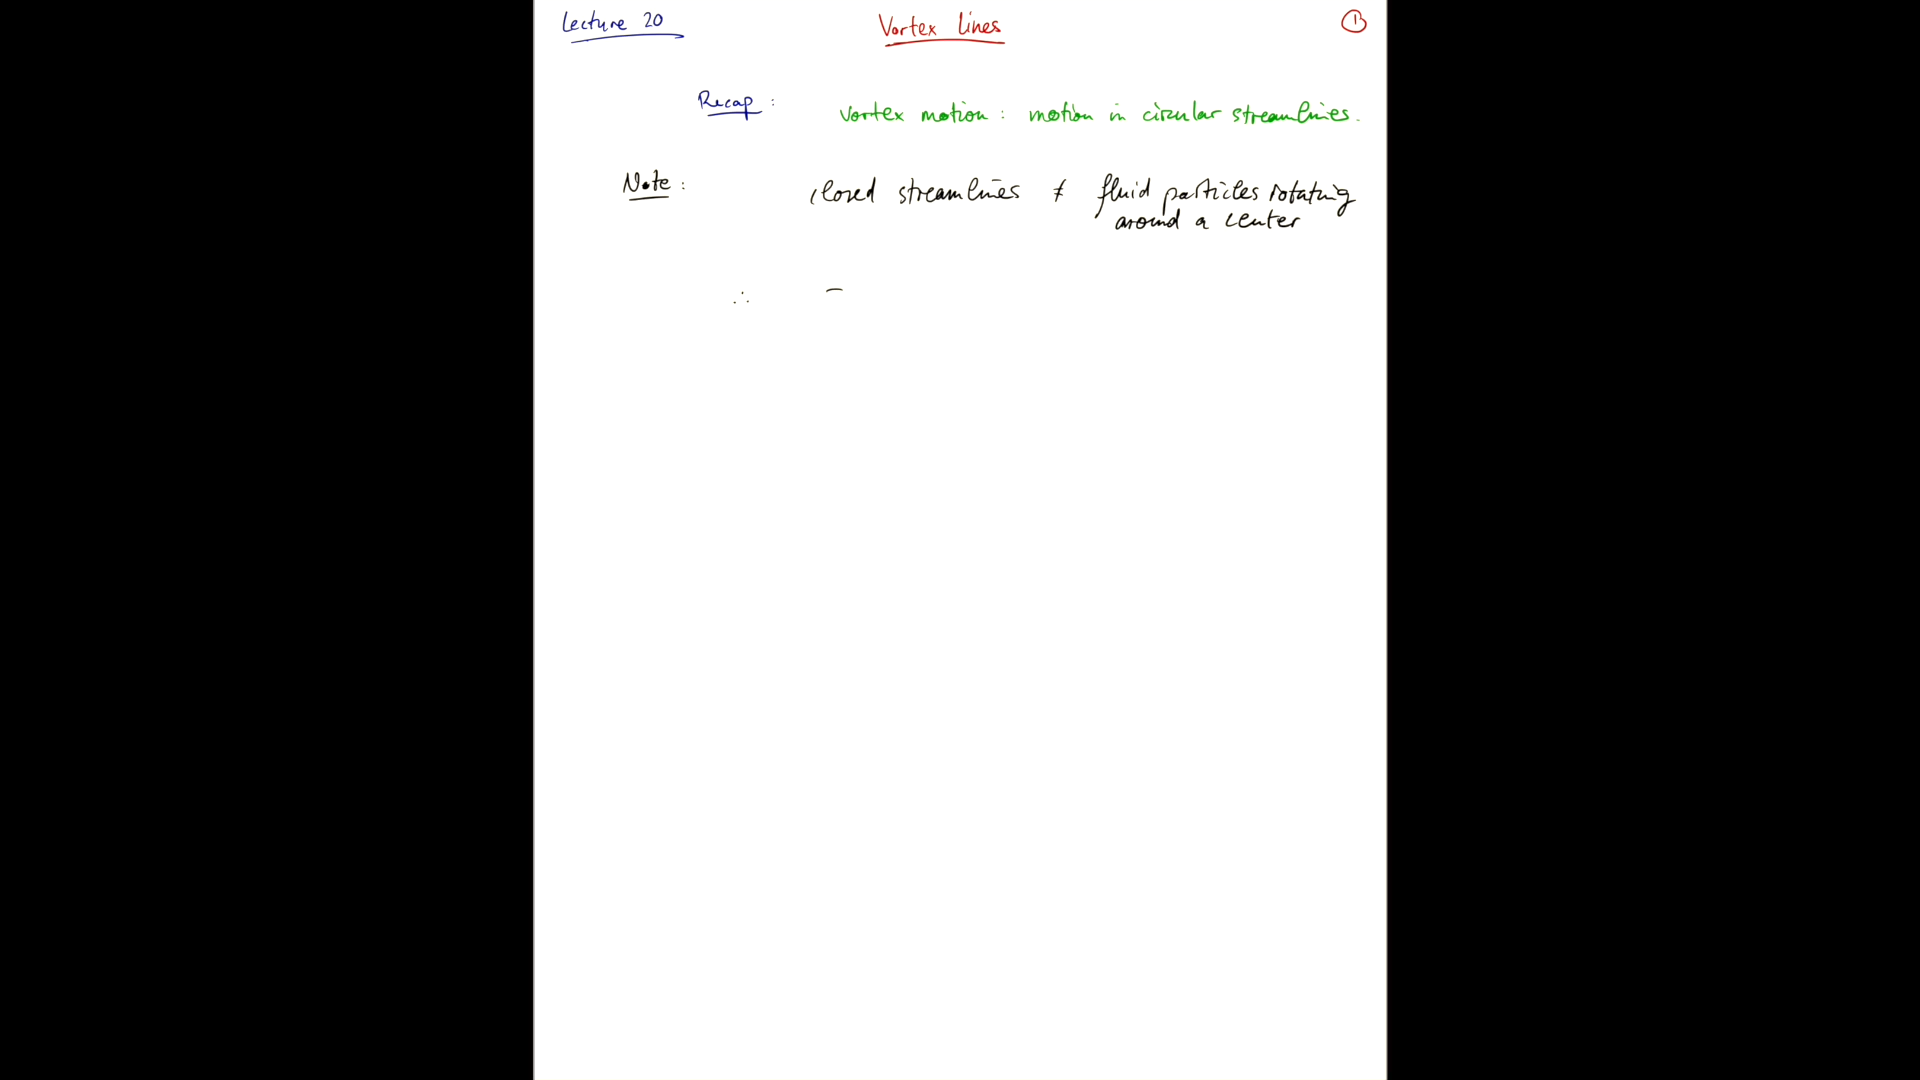 Lecture 20
Vortex Lines
1
Recap :
Vortex motion : motion in circular streamlines.
Note :
closed streamlines ≠ fluid particles rotating
around a center
∴